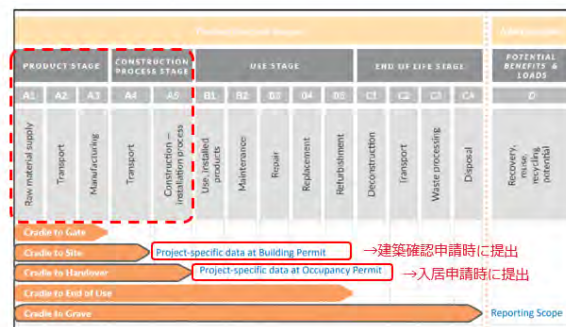 PRODUCT STAGE
CONSTRUCTION
PROCESS STAGE
USE STAGE
END OF LIFE STAGE
POTENTIAL
BENEFITS &
LOADS
A1 A2 A3 A4 A5 B1 B2 B3 B4 B5 C1 C2 C3 C4 D
Raw material supply
Transport
Manufacturing
Transport
Construction –
installation process
Use, installed
products
Maintenance
Repair
Replacement
Refurbishment
Deconstruction
Transport
Waste processing
Disposal
Recovery,
reuse,
recycling
potential
Cradle to Gate
Cradle to Site
Project-specific data at Building Permit
→建築確認申請時に提出
Cradle to Handover
Project-specific data at Occupancy Permit
→入居申請時に提出
Cradle to End of Use
Cradle to Grave
Reporting Scope